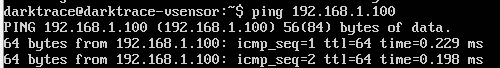 darktrace@darktrace-vsensor:~$ ping 192.168.1.100
PING 192.168.1.100 (192.168.1.100) 56(84) bytes of data.
64 bytes from 192.168.1.100: icmp_seq=1 ttl=64 time=0.229 ms
64 bytes from 192.168.1.100: icmp_seq=2 ttl=64 time=0.198 ms